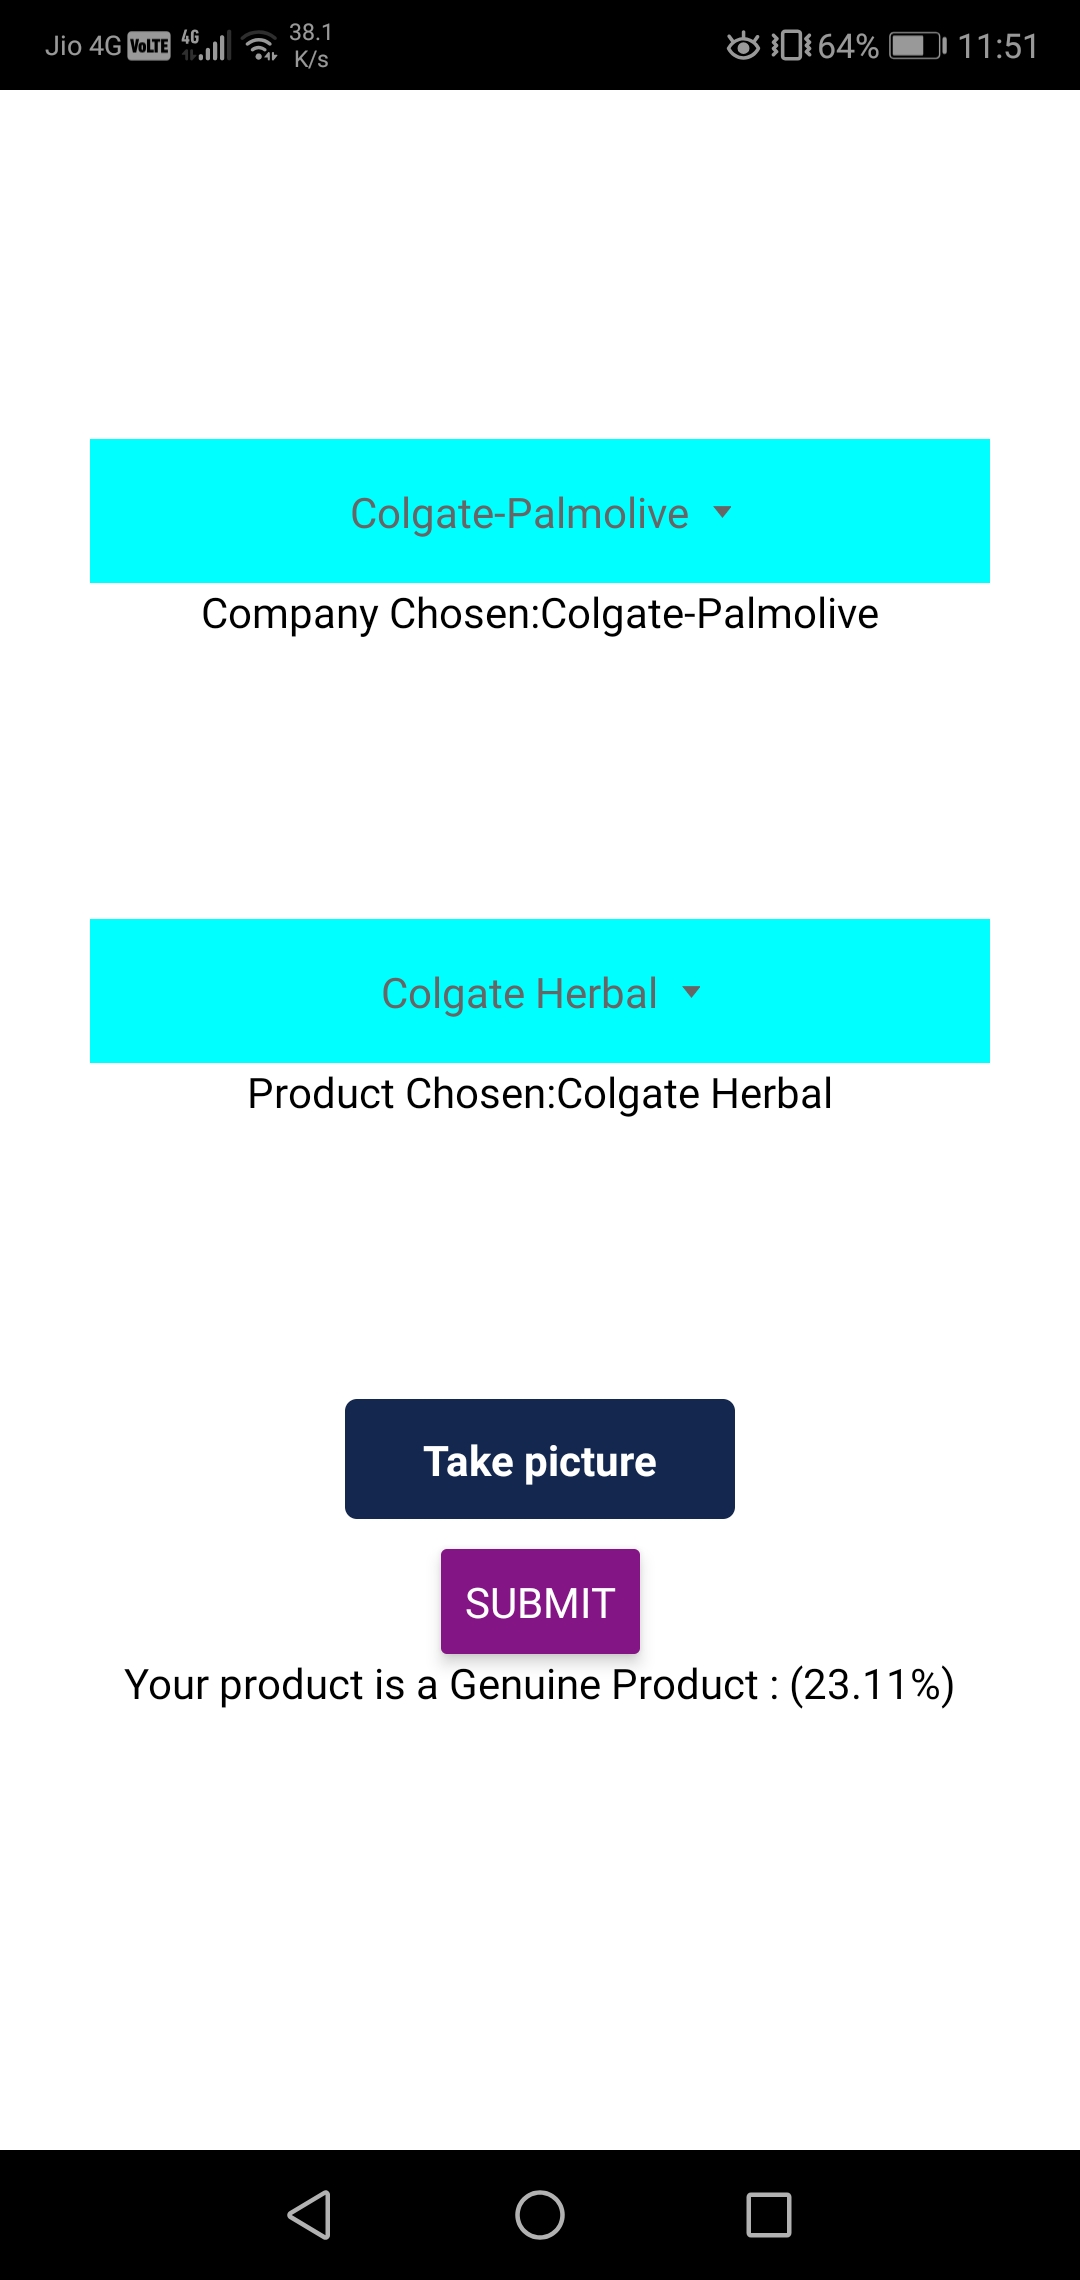 Jio 4G VoLTE 4G 38.1 K/s 64% 11:51
Colgate-Palmolive
Company Chosen:Colgate-Palmolive
Colgate Herbal
Product Chosen:Colgate Herbal
Take picture
SUBMIT
Your product is a Genuine Product : (23.11%)